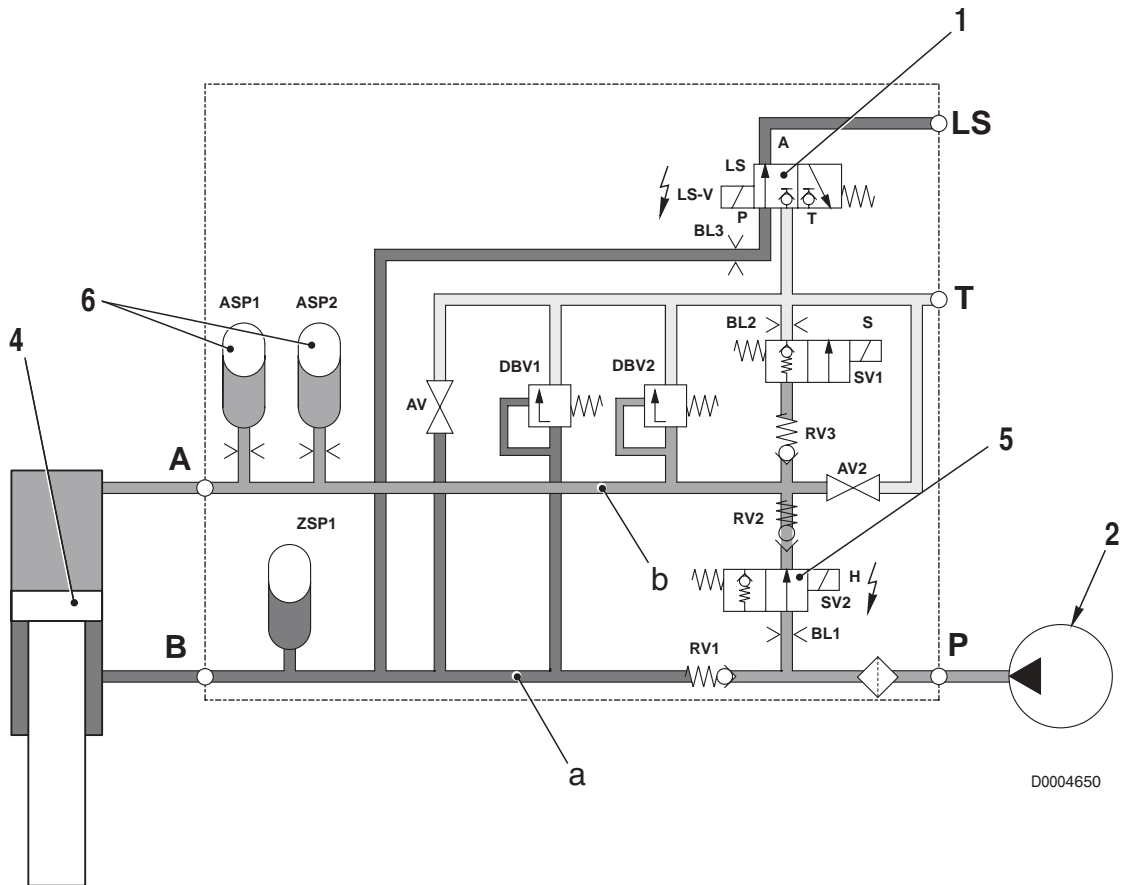 1
LS
A
LS
LS-V
P
T
BL3
6
ASP1
ASP2
T
4
BL2
S
DBV1
DBV2
SV1
AV
RV3
5
A
AV2
ZSP1
RV2
b
2
H
SV2
B
RV1
BL1
P
a
D0004650